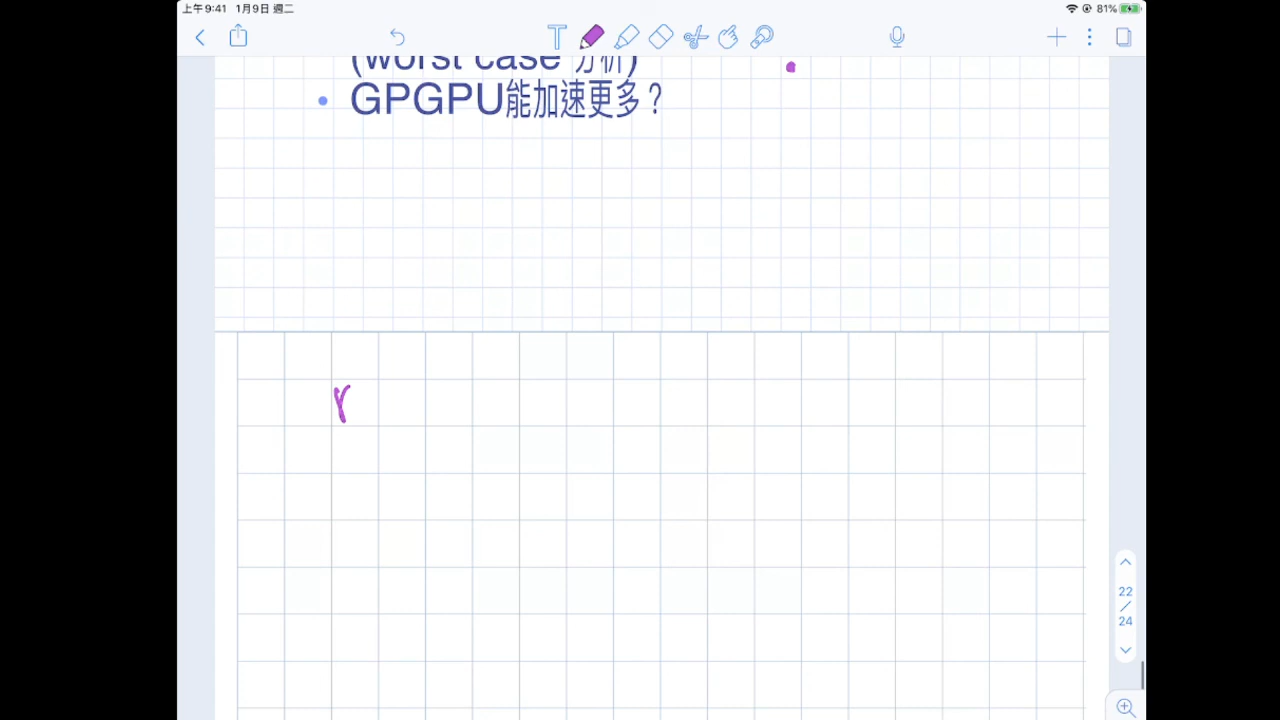 上午9:41 1月9日 週二
81%
(worst case 分析)
• GPGPU能加速更多？
r
22
/
24